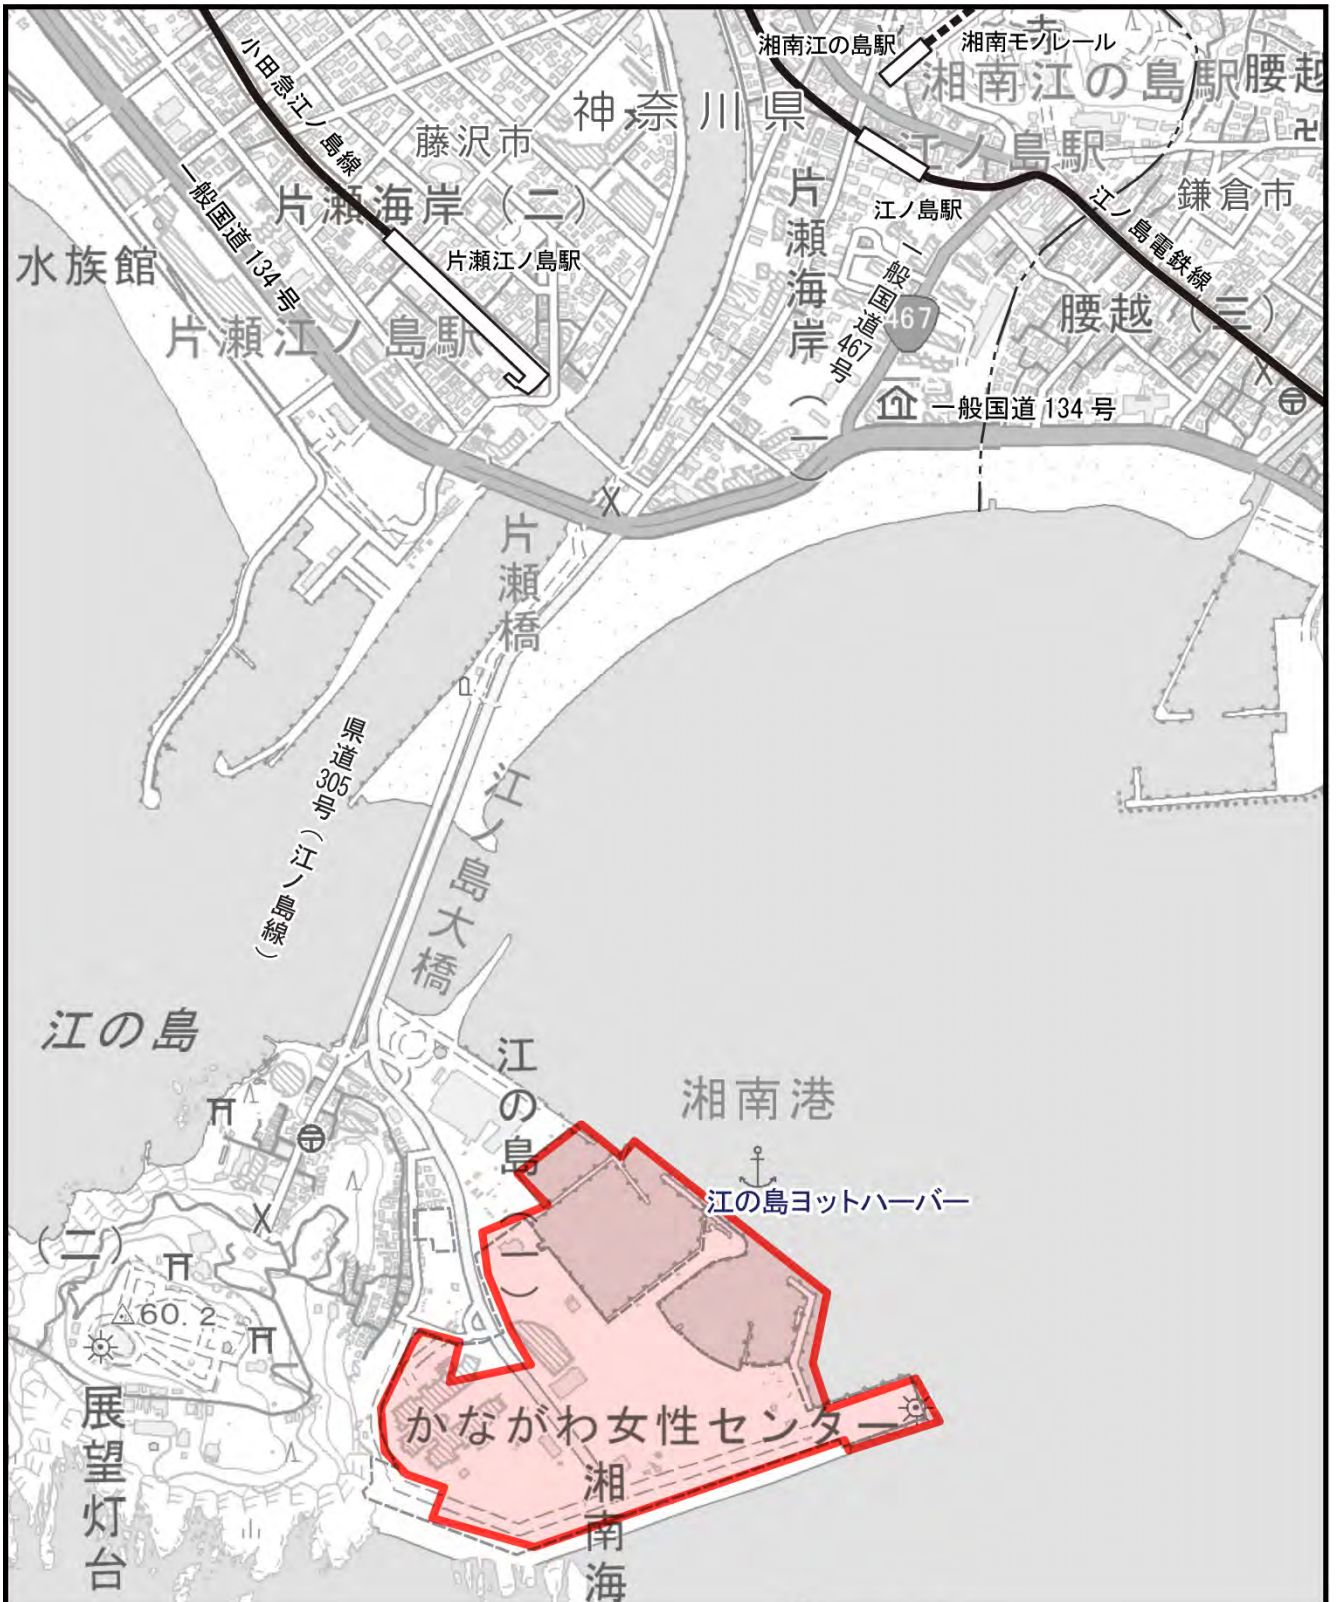 小田急江ノ島線
湘南江の島駅
湘南モノレール
寺
湘南江の島駅
腰越
藤沢市
神奈川県
江ノ島駅
一般国道134号
片瀬海岸（二）
片瀬海岸（一）
江ノ島駅
江ノ島電鉄線
鎌倉市
水族館
片瀬江ノ島駅
片瀬江ノ島駅
一般国道467号
467
腰越（三）
一般国道134号
片瀬橋
県道305号（江ノ島線）
江ノ島大橋
江の島
江の島（一）
湘南港
江の島ヨットハーバー
（二）
60.2
展望灯台
かながわ女性センター
湘南海